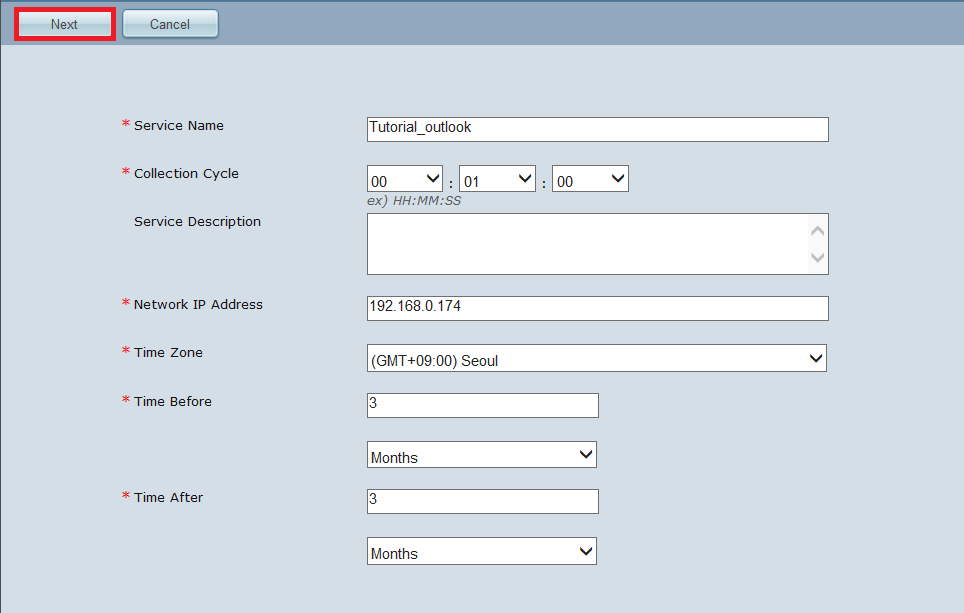 Next Cancel
* Service Name Tutorial_outlook
* Collection Cycle 00 : 01 : 00
ex) HH:MM:SS
Service Description
* Network IP Address 192.168.0.174
* Time Zone (GMT+09:00) Seoul
* Time Before 3
Months
* Time After 3
Months